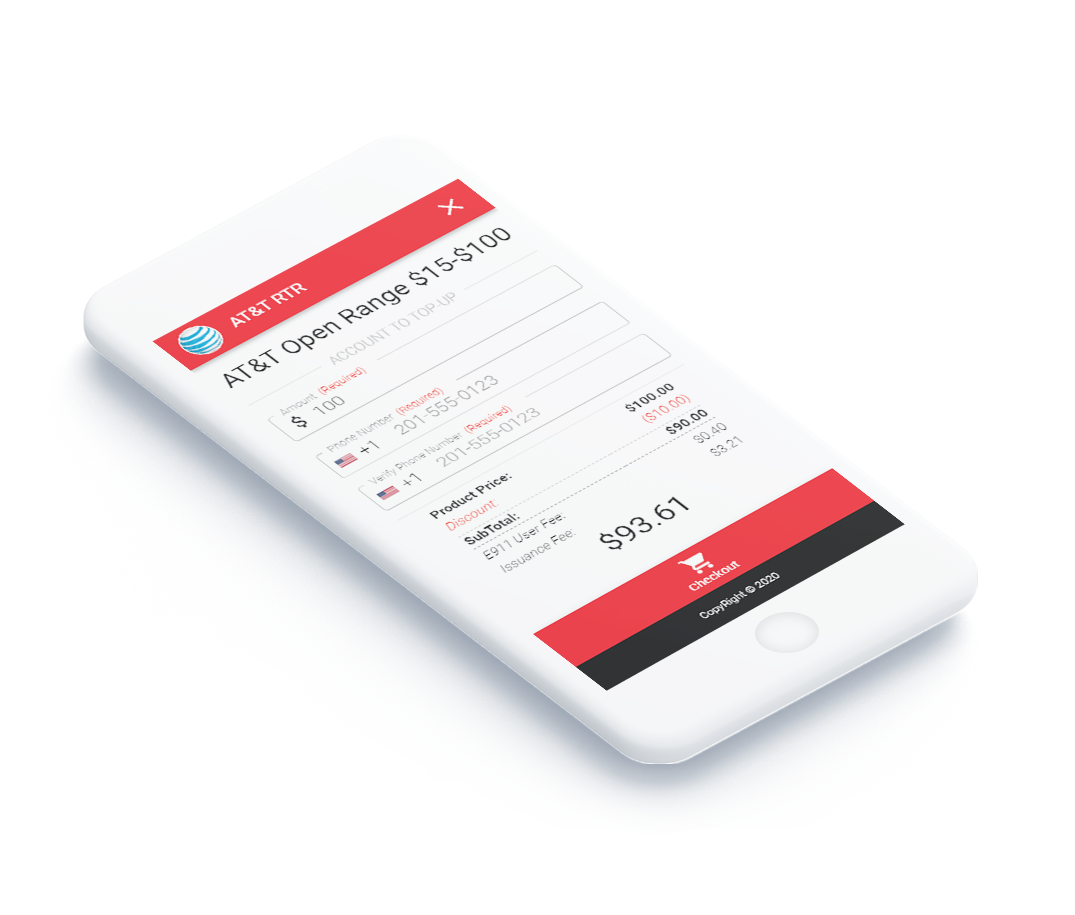 AT&T RTR
AT&T Open Range $15-$100
ACCOUNT TO TOP-UP
Amount (Required)
$ 100
Phone Number (Required)
+1 201-555-0123
Verify Phone Number (Required)
+1 201-555-0123
Product Price: $100.00
Discount ($10.00)
SubTotal: $90.00
E911 User Fee: $0.40
Issuance Fee: $3.21
$93.61
Checkout
CopyRight © 2020